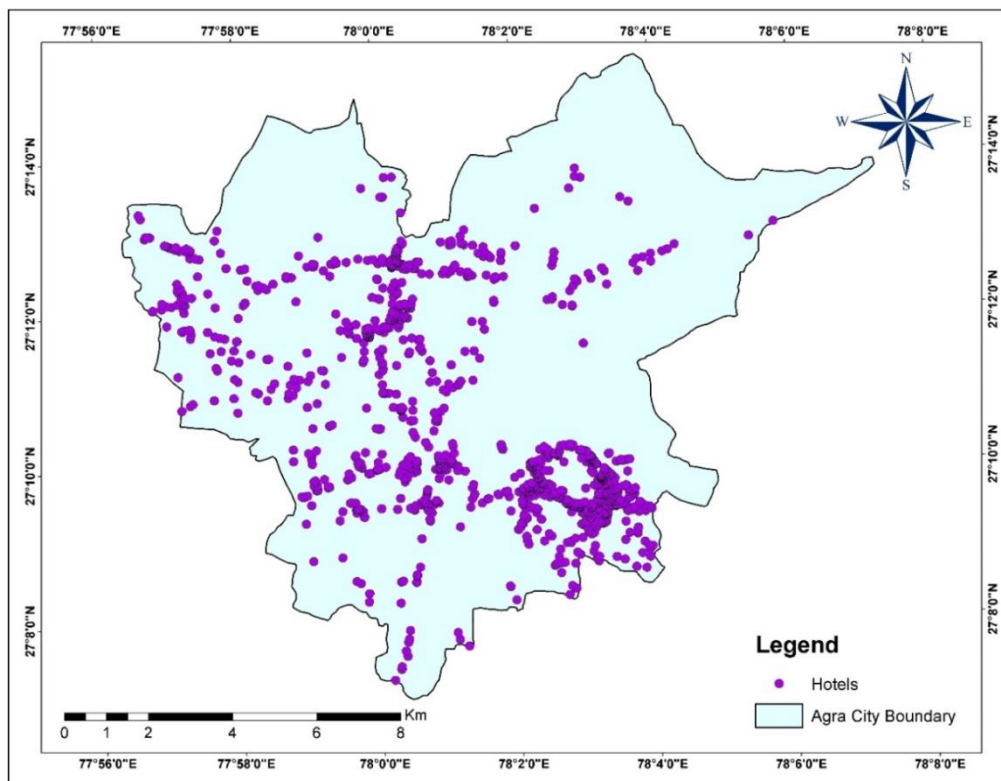 77°56'0"E 77°58'0"E 78°0'0"E 78°2'0"E 78°4'0"E 78°6'0"E 78°8'0"E
N
W E
S
27°14'0"N 27°14'0"N
27°12'0"N 27°12'0"N
27°10'0"N 27°10'0"N
27°8'0"N 27°8'0"N
Legend
Hotels
Agra City Boundary
Km
0 1 2 4 6 8
77°56'0"E 77°58'0"E 78°0'0"E 78°2'0"E 78°4'0"E 78°6'0"E 78°8'0"E